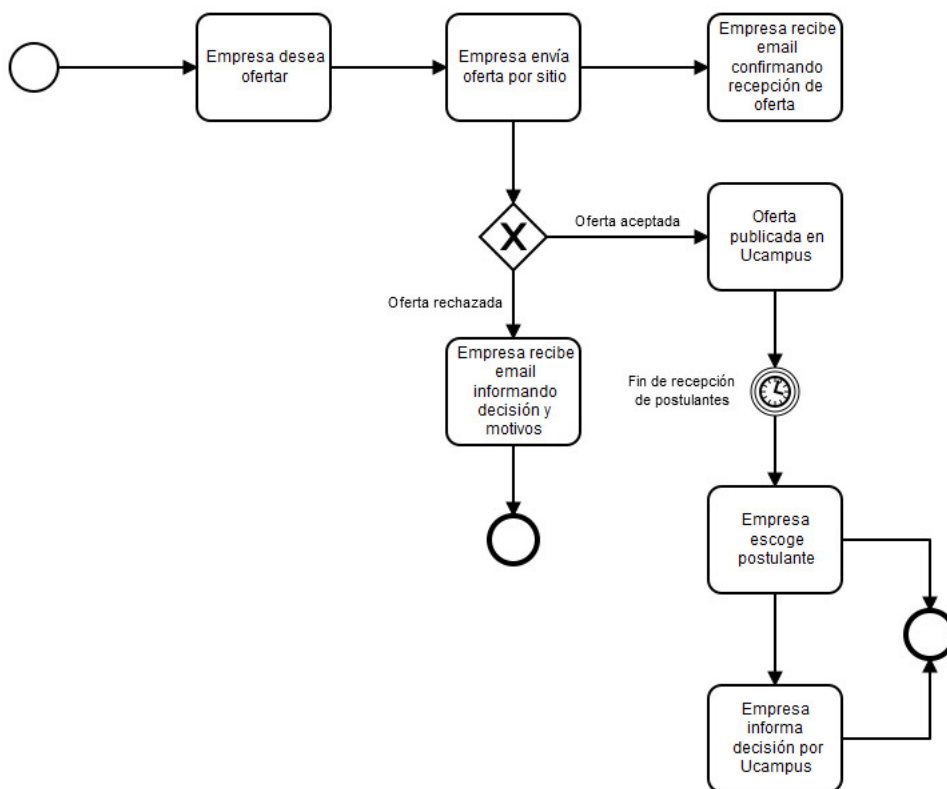 Empresa desea
ofertar
Empresa envía
oferta por sitio
Empresa recibe
email
confirmando
recepción de
oferta
Oferta aceptada
Oferta
publicada en
Ucampus
Oferta rechazada
Empresa recibe
email
informando
decisión y
motivos
Fin de recepción
de postulantes
Empresa
escoge
postulante
Empresa
informa
decisión por
Ucampus